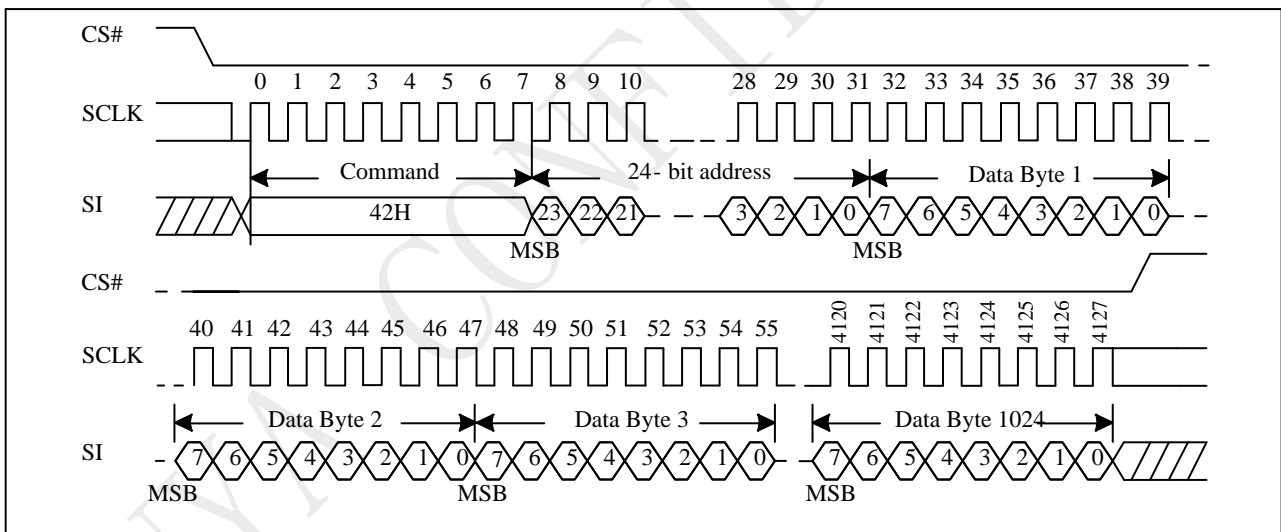 CS#
0 1 2 3 4 5 6 7 8 9 10 28 29 30 31 32 33 34 35 36 37 38 39
SCLK
Command 24- bit address Data Byte 1
SI 42H 23 22 21 3 2 1 0 7 6 5 4 3 2 1 0
MSB MSB
CS#
40 41 42 43 44 45 46 47 48 49 50 51 52 53 54 55 4120 4121 4122 4123 4124 4125 4126 4127
SCLK
Data Byte 2 Data Byte 3 Data Byte 1024
SI 7 6 5 4 3 2 1 0 7 6 5 4 3 2 1 0 7 6 5 4 3 2 1 0
MSB MSB MSB